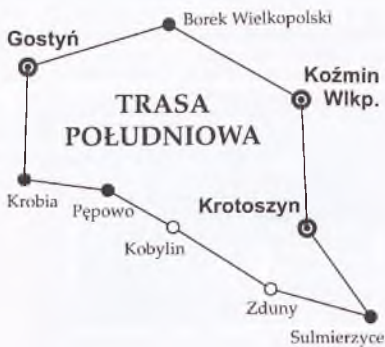 Borek Wielkopolski
Gostyń
Koźmin
Wlkp.
TRASA
POŁUDNIOWA
Krobia
Pępowo
Krotoszyn
Kobylin
Zduny
Sulmierzyce